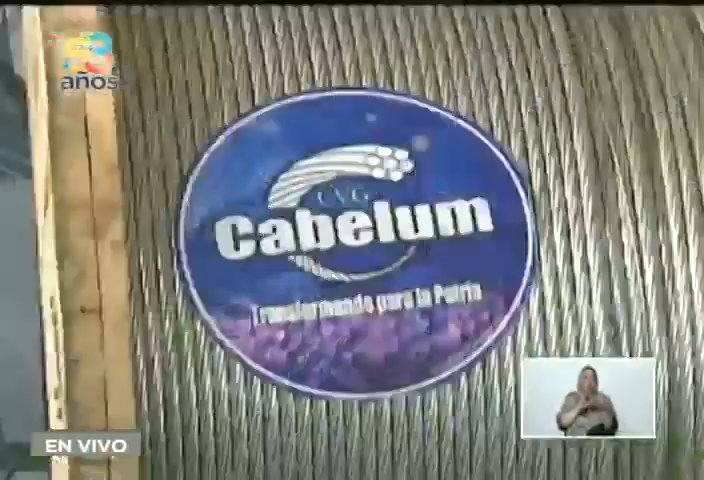 años
CVG
Cabelum
Transformando para la Patria
EN VIVO